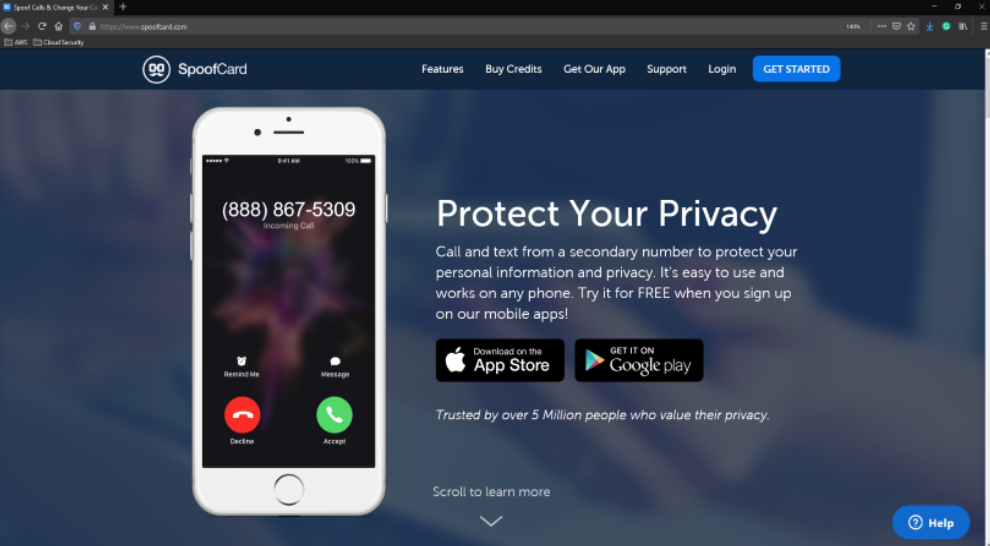 Spoof Calls & Change Your Ca
https://www.spoofcard.com
140%
AWS
Cloud Security
SpoofCard
Features
Buy Credits
Get Our App
Support
Login
GET STARTED
9:41 AM
100%
(888) 867-5309
Incoming Call
Remind Me
Message
Decline
Accept
Protect Your Privacy
Call and text from a secondary number to protect your
personal information and privacy. It's easy to use and
works on any phone. Try it for FREE when you sign up
on our mobile apps!
Download on the
App Store
GET IT ON
Google play
Trusted by over 5 Million people who value their privacy.
Scroll to learn more
Help